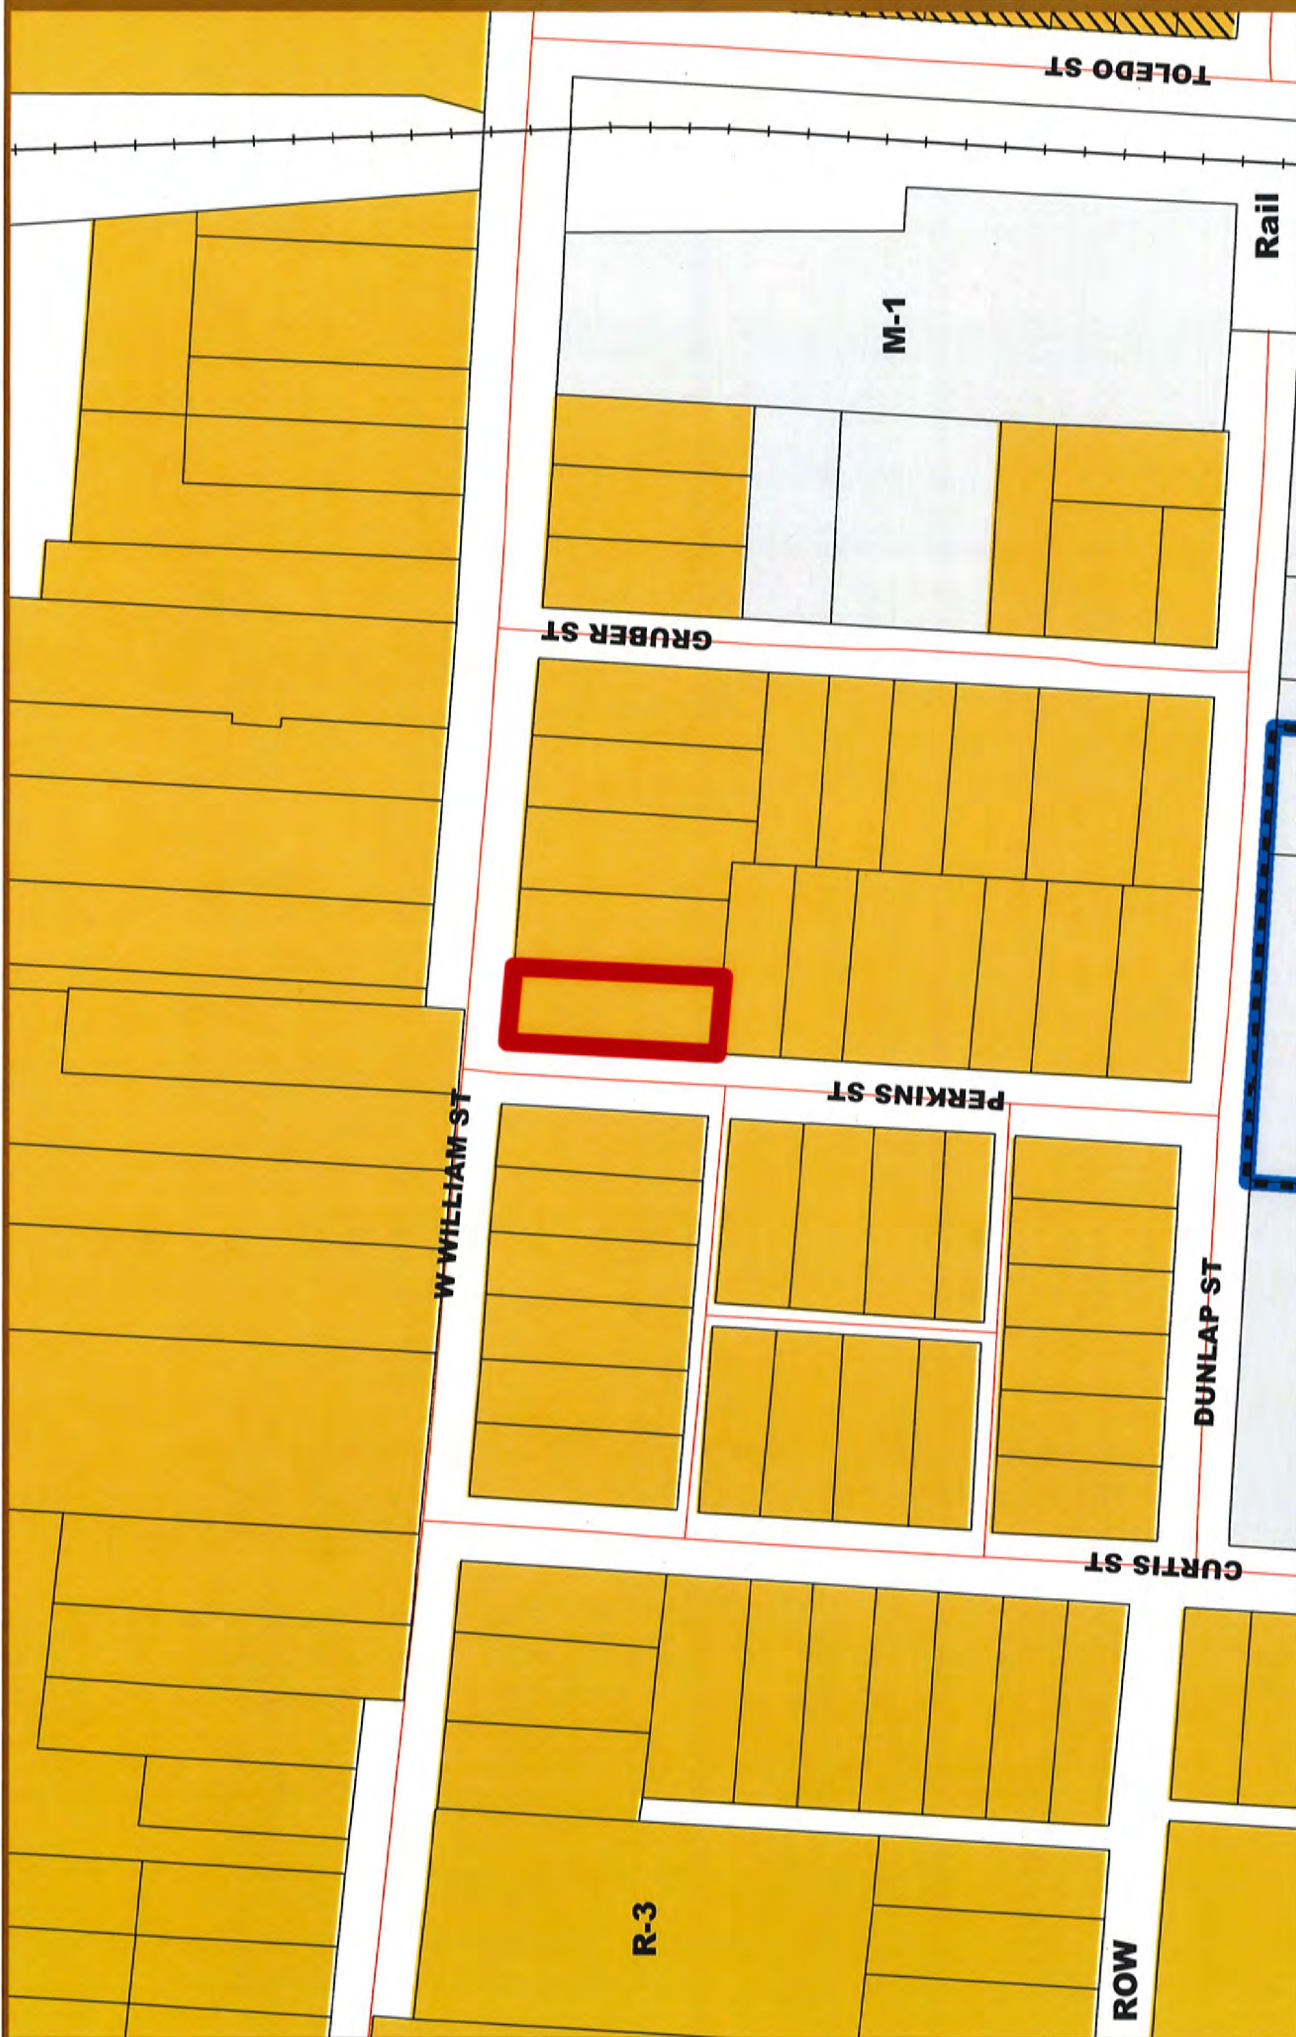 TOLEDO ST
Rail
M-1
GRUBER ST
PERKINS ST
W WILLIAM ST
DUNLAP ST
CURTIS ST
R-3
ROW